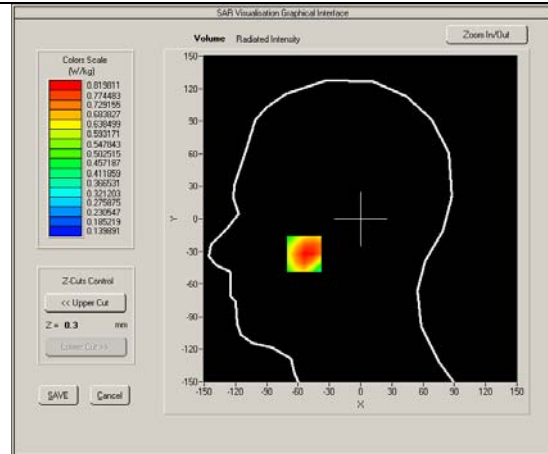 SAR Visualisation Graphical Interface
Volume Radiated Intensity
Zoom In/Out
Colors Scale
(W/kg)
0.819811
0.774483
0.729155
0.683827
0.638499
0.593171
0.547843
0.502515
0.457187
0.411859
0.366531
0.321203
0.275875
0.230547
0.185219
0.139891
Z-Cuts Control
<< Upper Cut
Z = 0.3 mm
Lower Cut >>
SAVE Cancel
150-
120-
90-
60-
30-
0-
-30-
-60-
-90-
-120-
-150-
Y
-150 -120 -90 -60 -30 0 30 60 90 120 150
X